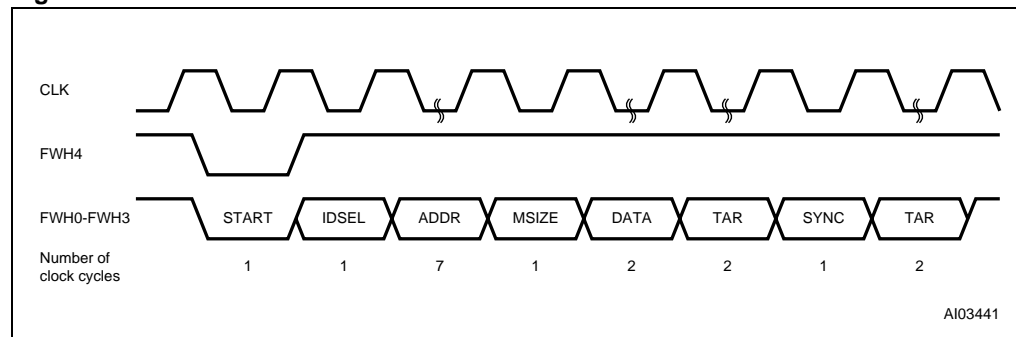 CLK
FWH4
FWH0-FWH3 START IDSEL ADDR MSIZE DATA TAR SYNC TAR
Number of
clock cycles 1 1 7 1 2 2 1 2
AI03441